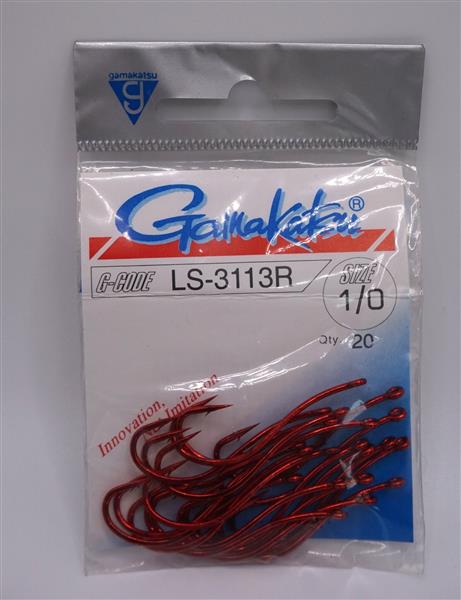 gamakatsu
g
Gamakatsu®
G-CODE LS-3113R
SIZE
1/0
Qty 20
Innovation,
Not Imitation